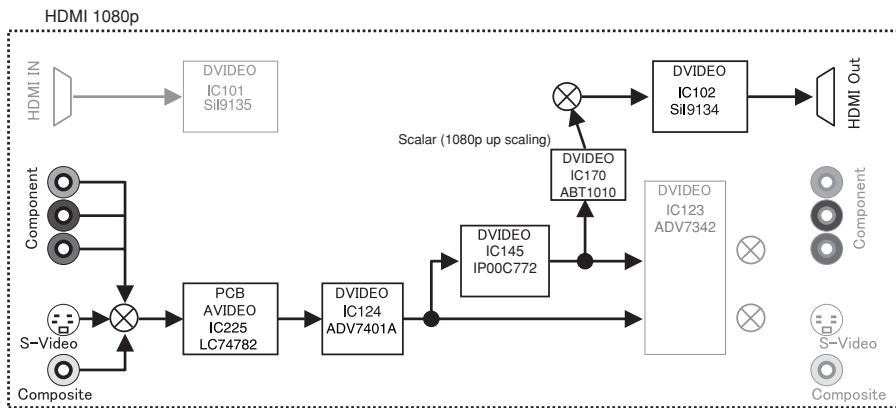 HDMI 1080p
HDMI IN
DVIDEO
IC101
SiI9135
DVIDEO
IC102
SiI9134
HDMI Out
Scalar (1080p up scaling)
DVIDEO
IC170
ABT1010
Component
DVIDEO
IC123
ADV7342
Component
DVIDEO
IC145
IP00C772
S-Video
PCB
AVIDEO
IC225
LC74782
DVIDEO
IC124
ADV7401A
S-Video
Composite
Composite